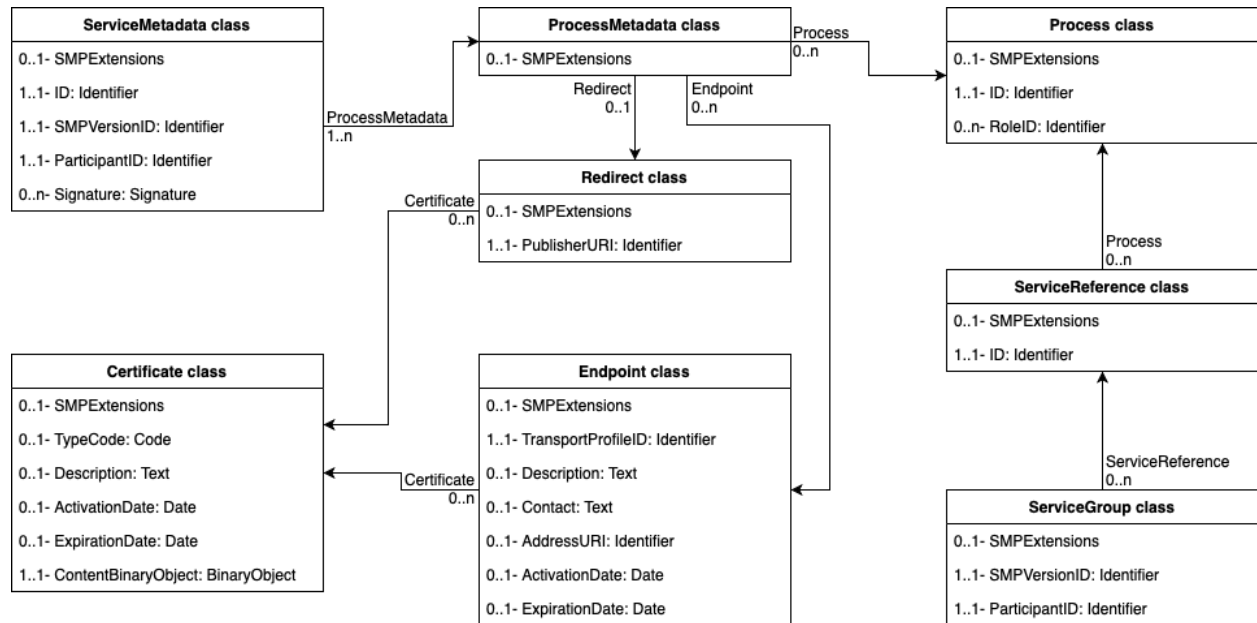 ServiceMetadata class
0..1- SMPExtensions
1..1- ID: Identifier
1..1- SMPVersionID: Identifier
1..1- ParticipantID: Identifier
0..n- Signature: Signature
ProcessMetadata
1..n
ProcessMetadata class
0..1- SMPExtensions
Process
0..n
Redirect
0..1
Endpoint
0..n
Process class
0..1- SMPExtensions
1..1- ID: Identifier
0..n- RoleID: Identifier
Redirect class
0..1- SMPExtensions
1..1- PublisherURI: Identifier
Certificate
0..n
Process
0..n
ServiceReference class
0..1- SMPExtensions
1..1- ID: Identifier
Certificate class
0..1- SMPExtensions
0..1- TypeCode: Code
0..1- Description: Text
0..1- ActivationDate: Date
0..1- ExpirationDate: Date
1..1- ContentBinaryObject: BinaryObject
Certificate
0..n
Endpoint class
0..1- SMPExtensions
1..1- TransportProfileID: Identifier
0..1- Description: Text
0..1- Contact: Text
0..1- AddressURI: Identifier
0..1- ActivationDate: Date
0..1- ExpirationDate: Date
ServiceReference
0..n
ServiceGroup class
0..1- SMPExtensions
1..1- SMPVersionID: Identifier
1..1- ParticipantID: Identifier